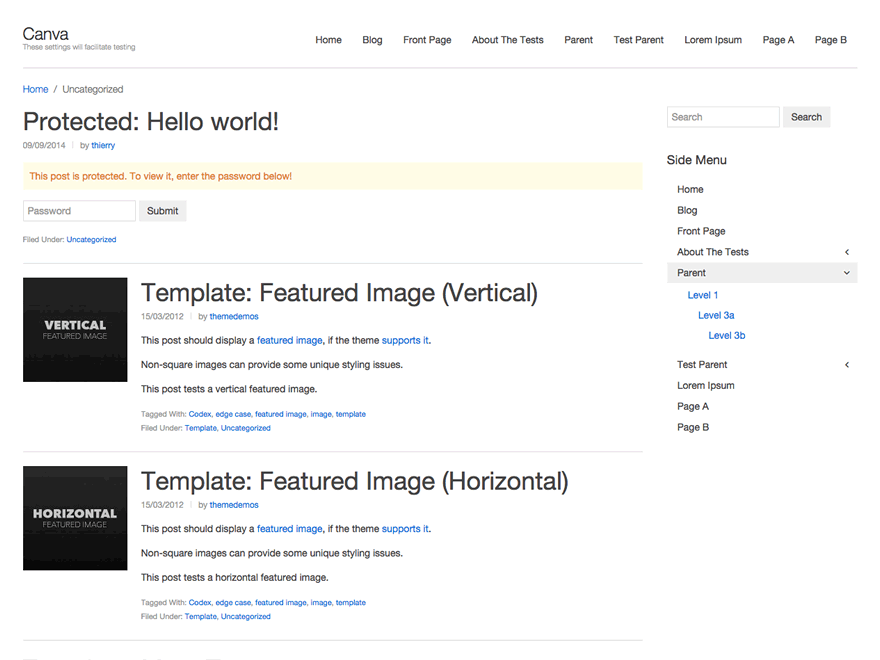 Canva
These settings will facilitate testing
Home Blog Front Page About The Tests Parent Test Parent Lorem Ipsum Page A Page B
Home / Uncategorized
Protected: Hello world!
09/09/2014 | by thierry
This post is protected. To view it, enter the password below!
Password Submit
Filed Under: Uncategorized
VERTICAL
FEATURED IMAGE
Template: Featured Image (Vertical)
15/03/2012 | by themedemos
This post should display a featured image, if the theme supports it.
Non-square images can provide some unique styling issues.
This post tests a vertical featured image.
Tagged With: Codex, edge case, featured image, image, template
Filed Under: Template, Uncategorized
HORIZONTAL
FEATURED IMAGE
Template: Featured Image (Horizontal)
15/03/2012 | by themedemos
This post should display a featured image, if the theme supports it.
Non-square images can provide some unique styling issues.
This post tests a horizontal featured image.
Tagged With: Codex, edge case, featured image, image, template
Filed Under: Template, Uncategorized
Search Search
Side Menu
Home
Blog
Front Page
About The Tests
Parent
Level 1
Level 3a
Level 3b
Test Parent
Lorem Ipsum
Page A
Page B